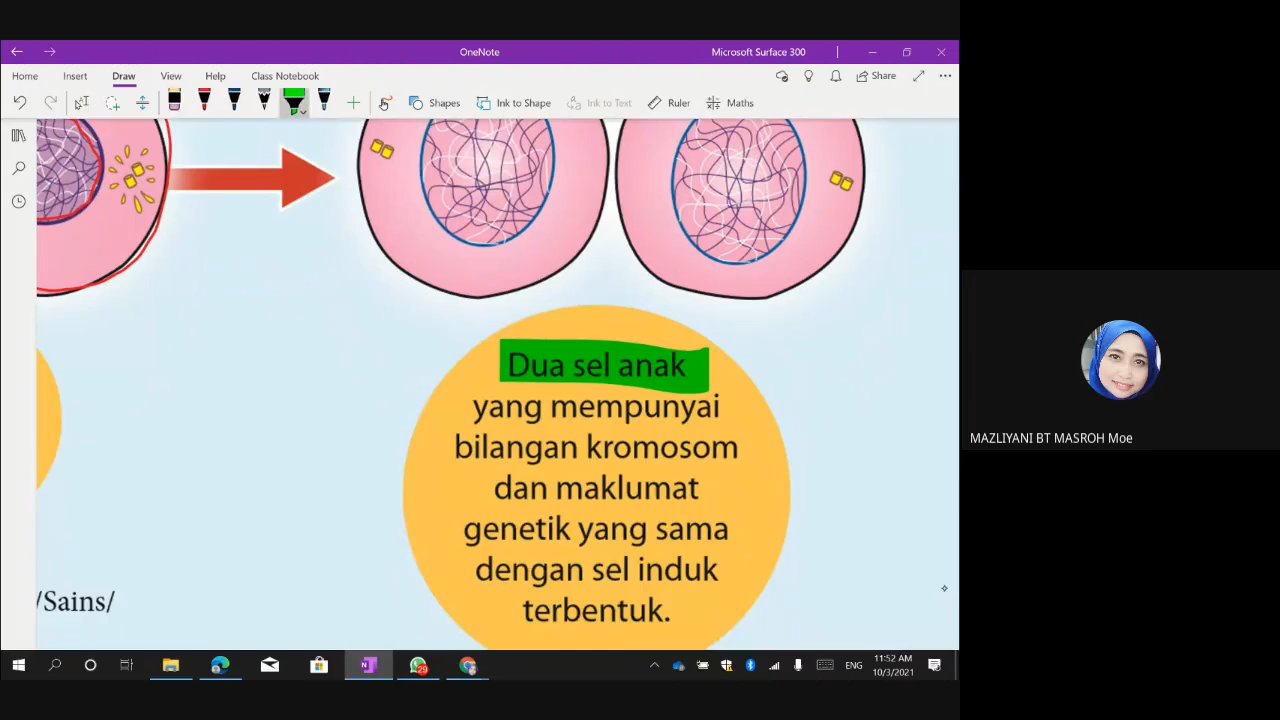 OneNote
Microsoft Surface 300
Home Insert Draw View Help Class Notebook
Share
Shapes Ink to Shape Ink to Text Ruler Maths
Dua sel anak
yang mempunyai
bilangan kromosom
dan maklumat
genetik yang sama
dengan sel induk
terbentuk.
/Sains/
MAZLIYANI BT MASROH Moe
29
ENG
11:52 AM
10/3/2021